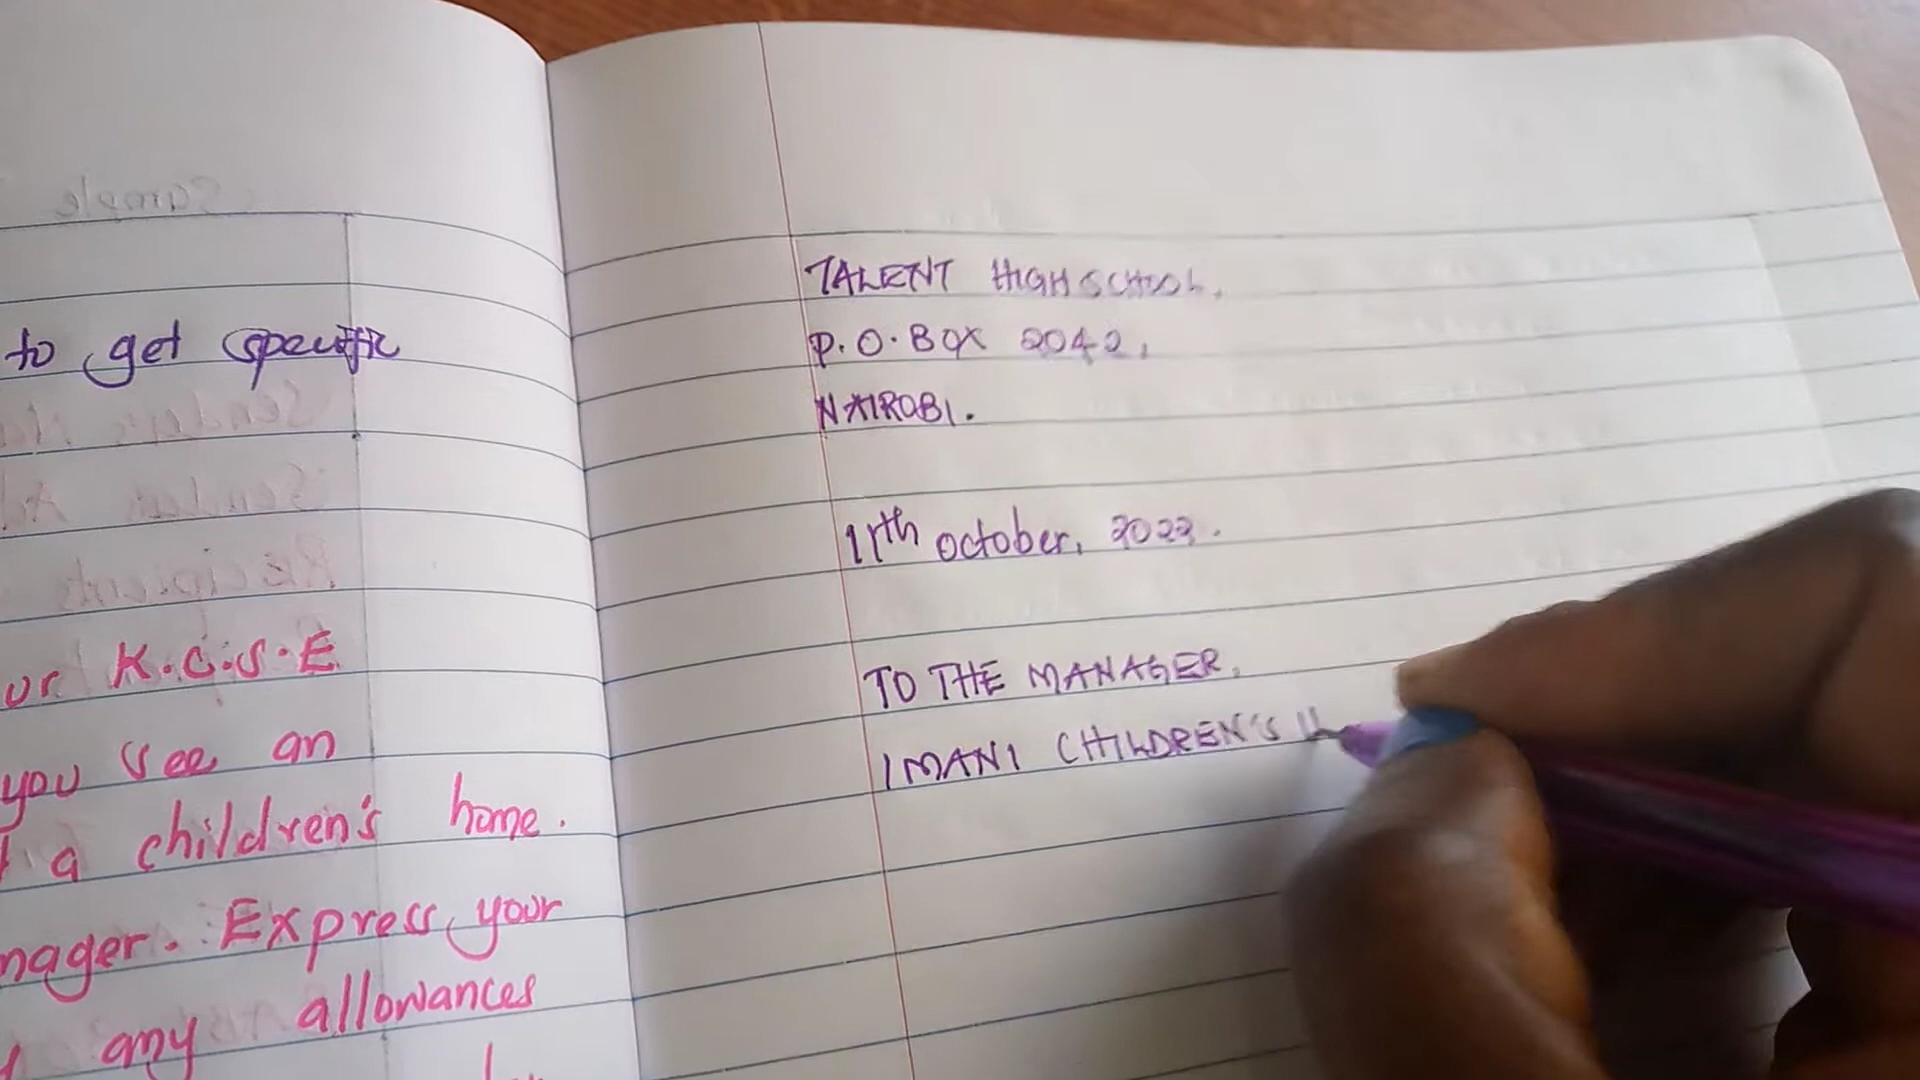 to get specific
ur K.C.S.E
you see an
a children's home.
nager. Express your
any allowances
TALENT HIGH SCHOOL,
P.O. BOX 2042,
NAIROBI.
11th october, 2022.
TO THE MANAGER,
IMANI CHILDREN'S H